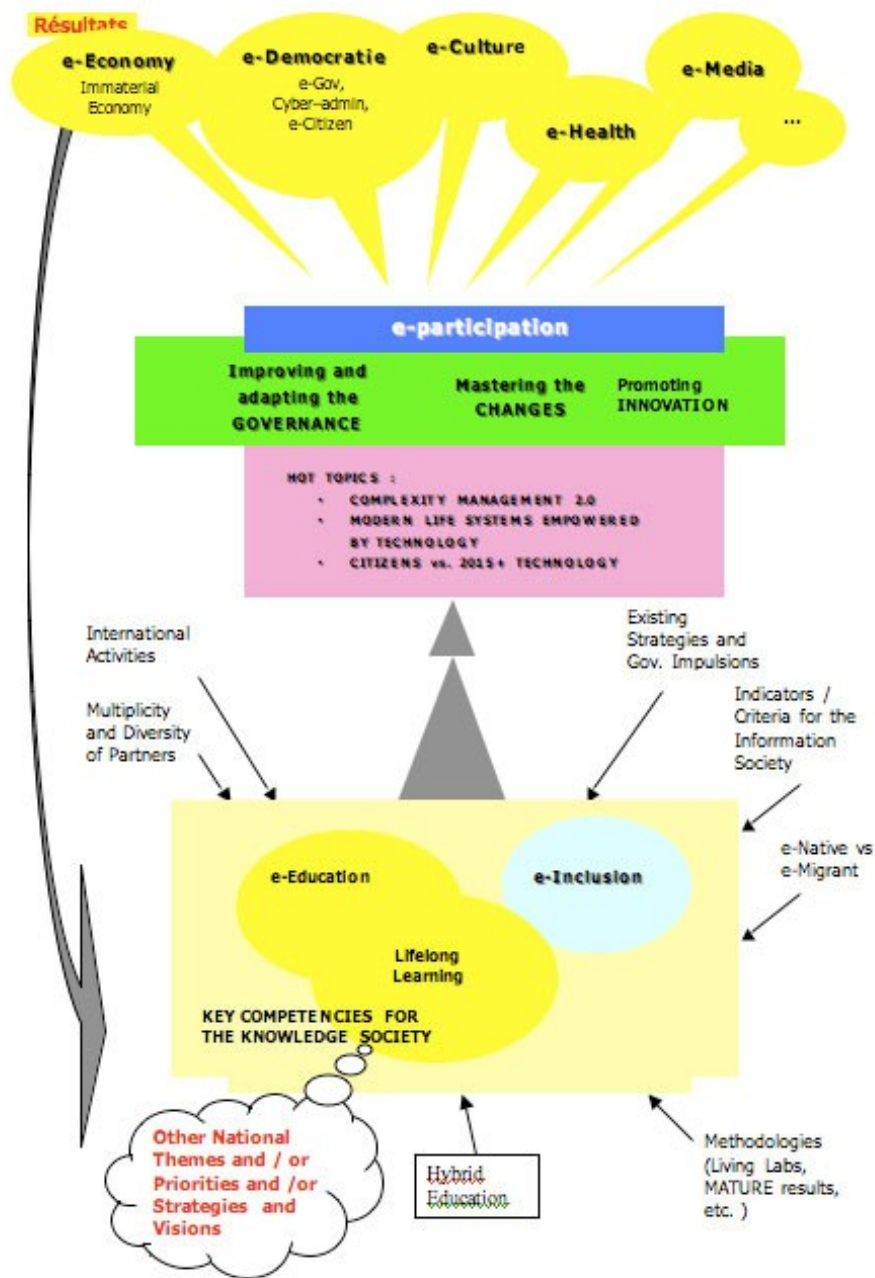 Résultats
e-Economy
Immaterial
Economy
e-Democratie
e-Gov,
Cyber-admin,
e-Citizen
e-Culture
e-Health
e-Media
...
e-participation
Improving and
adapting the
GOVERNANCE
Mastering the
CHANGES
Promoting
INNOVATION
HOT TOPICS :
• COMPLEXITY MANAGEMENT 2.0
• MODERN LIFE SYSTEMS EMPOWERED
BY TECHNOLOGY
• CITIZENS vs. 2015+ TECHNOLOGY
International
Activities
Multiplicity
and Diversity
of Partners
Existing
Strategies and
Gov. Impulsions
Indicators /
Criteria for the
Inforrmation
Society
e-Native vs
e-Migrant
e-Education
e-Inclusion
Lifelong
Learning
KEY COMPETENCIES FOR
THE KNOWLEDGE SOCIETY
Other National
Themes and / or
Priorities and /or
Strategies and
Visions
Hybrid
Education
Methodologies
(Living Labs,
MATURE results,
etc. )